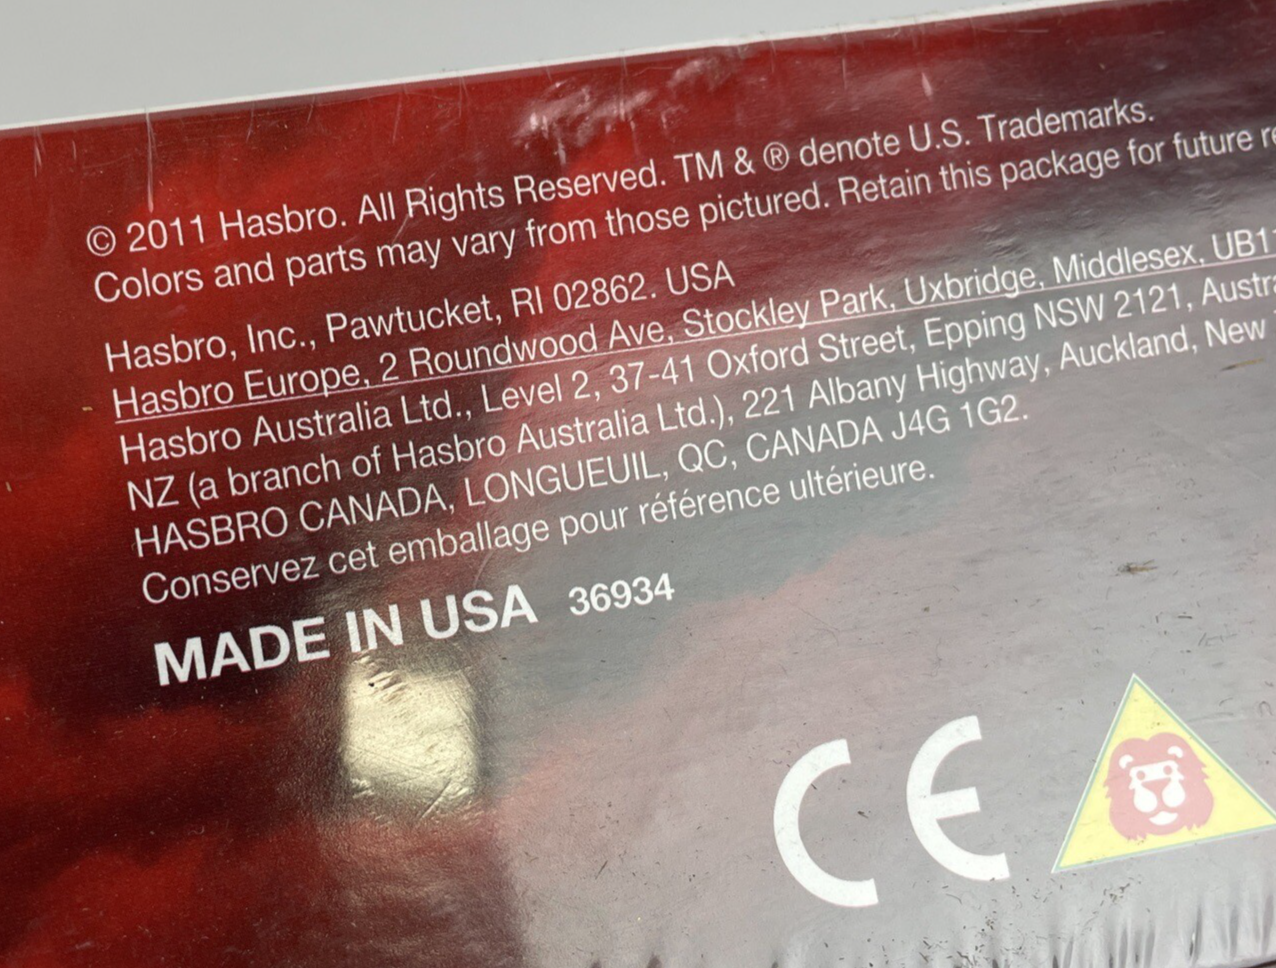 © 2011 Hasbro. All Rights Reserved. TM & ® denote U.S. Trademarks.
Colors and parts may vary from those pictured. Retain this package for future
Hasbro, Inc., Pawtucket, RI 02862. USA
Hasbro Europe, 2 Roundwood Ave, Stockley Park, Uxbridge, Middlesex, UB11
Hasbro Australia Ltd., Level 2, 37-41 Oxford Street, Epping NSW 2121,
NZ (a branch of Hasbro Australia Ltd.), 221 Albany Highway, Auckland, New
HASBRO CANADA, LONGUEUIL, QC, CANADA J4G 1G2.
Conservez cet emballage pour référence ultérieure.
MADE IN USA 36934
CE